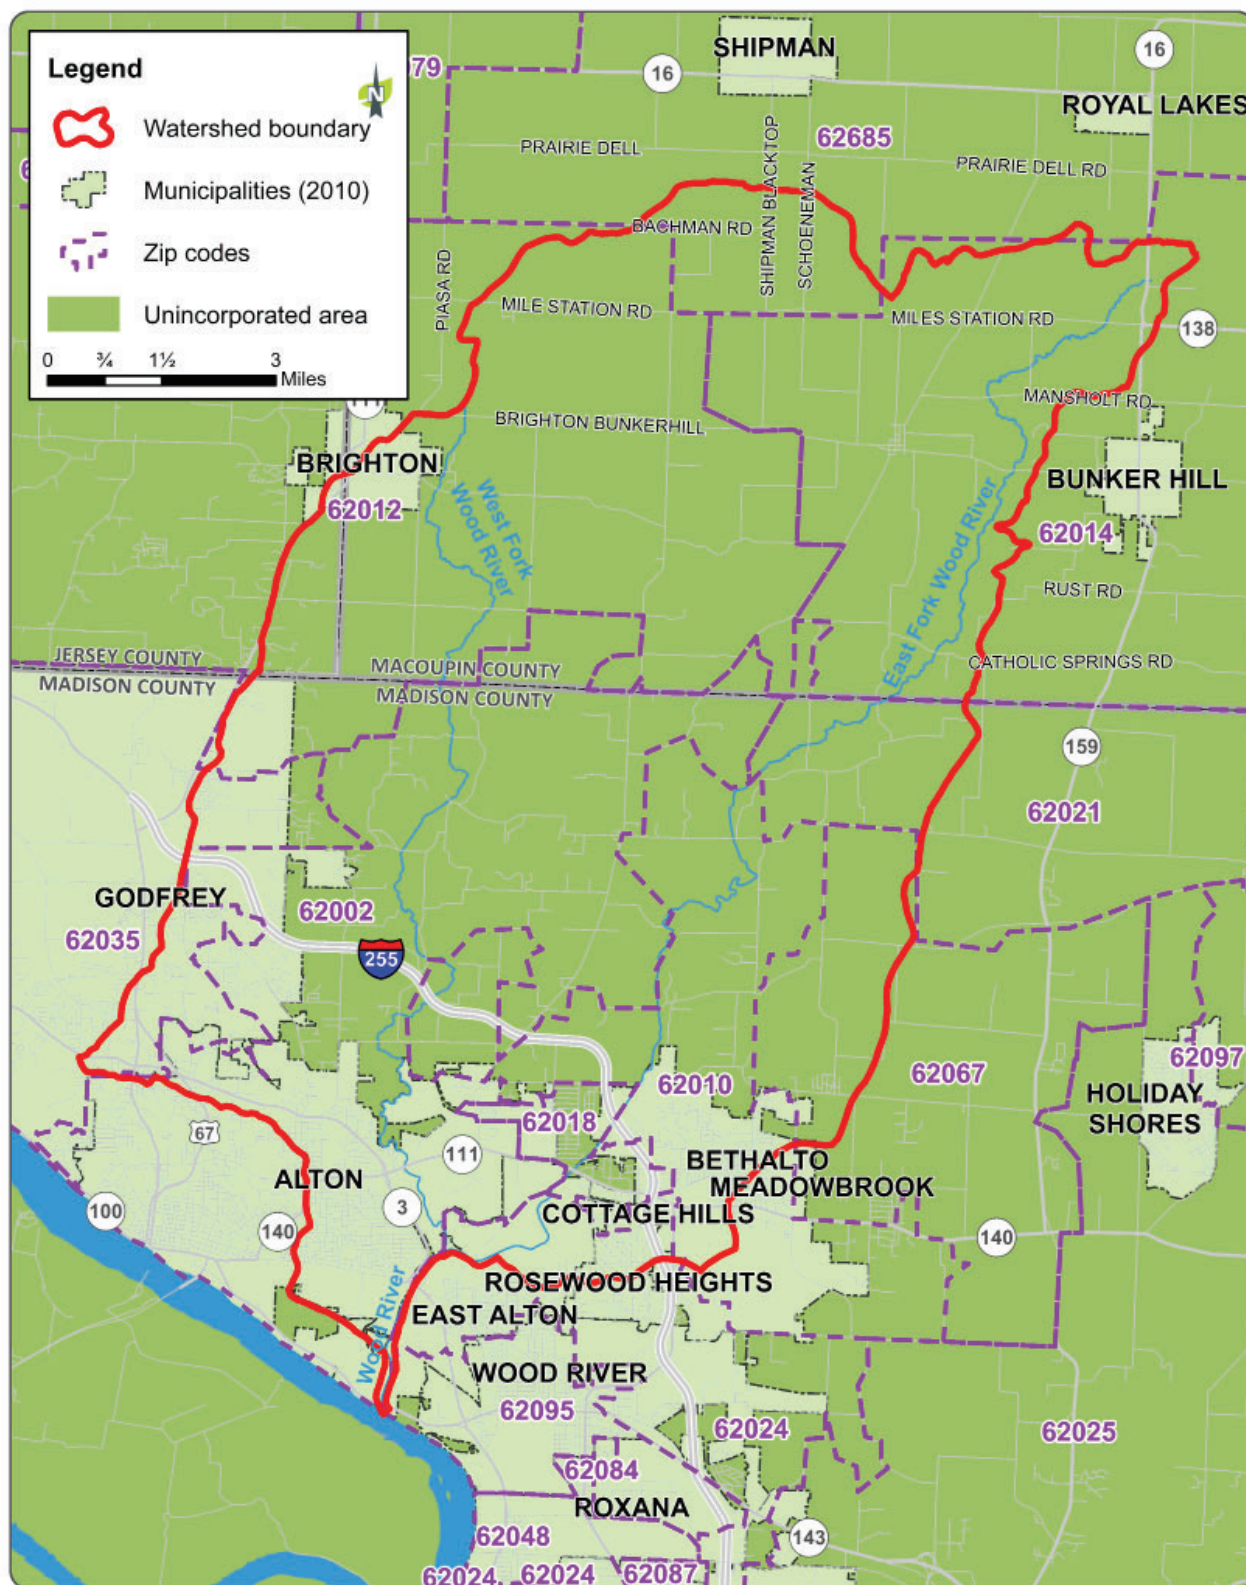 Legend
N
Watershed boundary
Municipalities (2010)
Zip codes
Unincorporated area
0 ¾ 1½ 3
Miles
SHIPMAN
16
16
ROYAL LAKES
62685
PRAIRIE DELL
PRAIRIE DELL RD
SHIPMAN BLACKTOP
SCHOENEMAN
BACHMAN RD
PIASA RD
MILE STATION RD
MILES STATION RD
138
MANSHOLT RD
BRIGHTON BUNKERHILL
BRIGHTON
62012
West Fork
Wood River
East Fork Wood River
BUNKER HILL
62014
RUST RD
JERSEY COUNTY
MACOUPIN COUNTY
CATHOLIC SPRINGS RD
MADISON COUNTY
MADISON COUNTY
159
62021
GODFREY
62002
62035
255
62010
62067
62097
HOLIDAY
SHORES
62018
67
111
BETHALTO
MEADOWBROOK
ALTON
100
140
3
COTTAGE HILLS
140
ROSEWOOD HEIGHTS
EAST ALTON
Wood River
WOOD RIVER
62095
62024
62025
62084
ROXANA
62048
143
62024
62024
62087